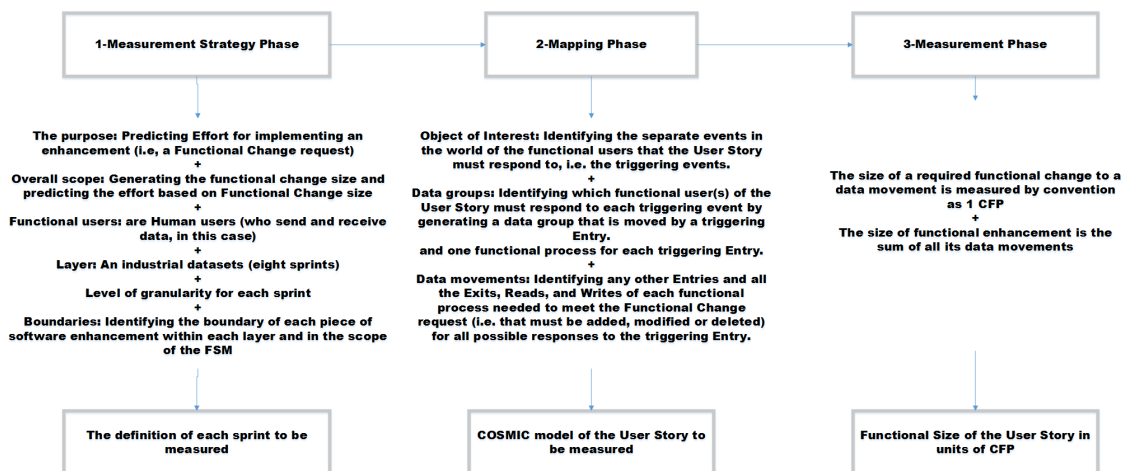 1-Measurement Strategy Phase
2-Mapping Phase
3-Measurement Phase
The purpose: Predicting Effort for implementing an
enhancement (i.e, a Functional Change request)
+
Overall scope: Generating the functional change size and
predicting the effort based on Functional Change size
+
Functional users: are Human users (who send and receive
data, in this case)
+
Layer: An industrial datasets (eight sprints)
+
Level of granularity for each sprint
+
Boundaries: Identifying the boundary of each piece of
software enhancement within each layer and in the scope
of the FSM
Object of Interest: Identifying the separate events in
the world of the functional users that the User Story
must respond to, i.e. the triggering events.
+
Data groups: Identifying which functional user(s) of the
User Story must respond to each triggering event by
generating a data group that is moved by a triggering
Entry.
and one functional process for each triggering Entry.
+
Data movements: Identifying any other Entries and all
the Exits, Reads, and Writes of each functional
process needed to meet the Functional Change
request (i.e. that must be added, modified or deleted)
for all possible responses to the triggering Entry.
The size of a required functional change to a
data movement is measured by convention
as 1 CFP
+
The size of functional enhancement is the
sum of all its data movements
The definition of each sprint to be
measured
COSMIC model of the User Story to
be measured
Functional Size of the User Story in
units of CFP